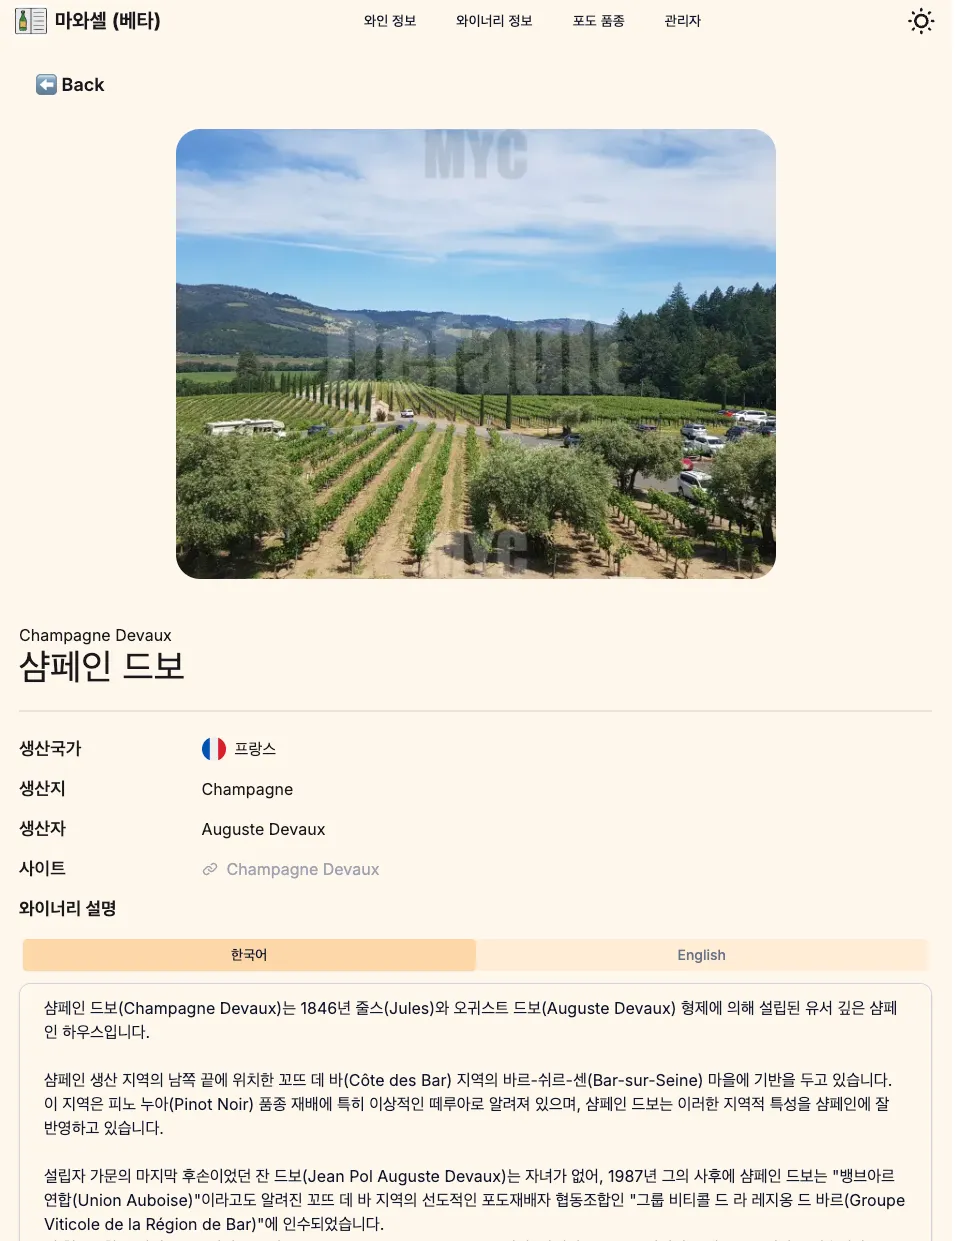 마와셀 (베타)
와인 정보
와이너리 정보
포도 품종
관리자
Back
MYC
Default
MYC
Champagne Devaux
샴페인 드보
생산국가 프랑스
생산지 Champagne
생산자 Auguste Devaux
사이트 Champagne Devaux
와이너리 설명
한국어 English
샴페인 드보(Champagne Devaux)는 1846년 줄스(Jules)와 오귀스트 드보(Auguste Devaux) 형제에 의해 설립된 유서 깊은 샴페
인 하우스입니다.
샴페인 생산 지역의 남쪽 끝에 위치한 꼬뜨 데 바(Côte des Bar) 지역의 바르-쉬르-센(Bar-sur-Seine) 마을에 기반을 두고 있습니다.
이 지역은 피노 누아(Pinot Noir) 품종 재배에 특히 이상적인 떼루아로 알려져 있으며, 샴페인 드보는 이러한 지역적 특성을 샴페인에 잘
반영하고 있습니다.
설립자 가문의 마지막 후손이었던 잔 드보(Jean Pol Auguste Devaux)는 자녀가 없어, 1987년 그의 사후에 샴페인 드보는 "뱅브아르
연합(Union Auboise)"이라고도 알려진 꼬뜨 데 바 지역의 선도적인 포도재배자 협동조합인 "그룹 비티콜 드 라 레지옹 드 바르(Groupe
Viticole de la Région de Bar)"에 인수되었습니다.